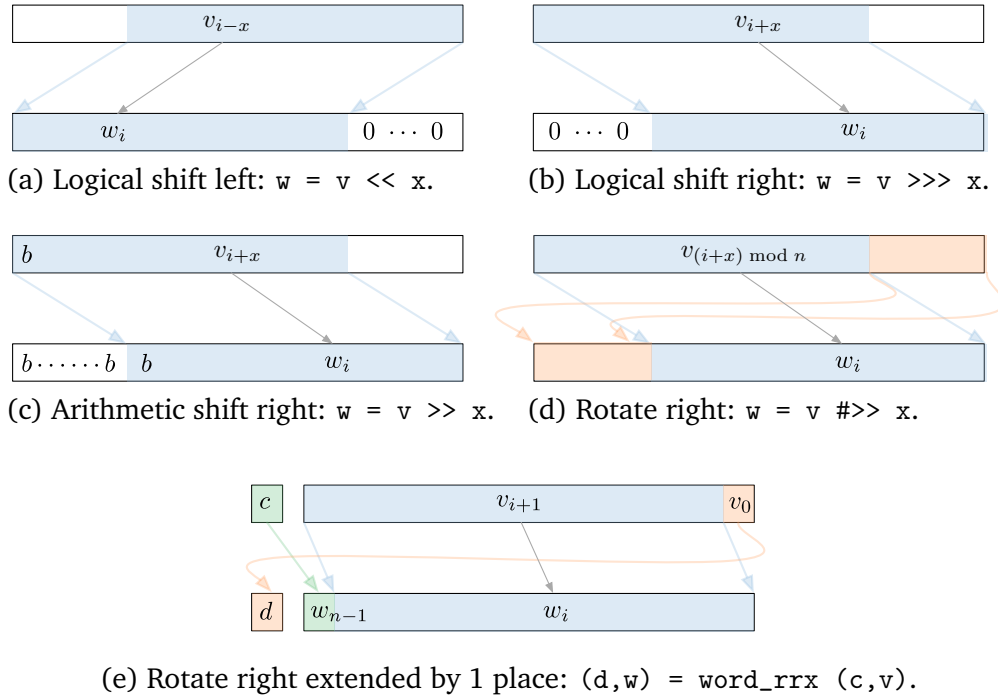 v_{i−x} v_{i+x}
w_i 0 ⋯ 0 0 ⋯ 0 w_i
(a) Logical shift left: w = v << x. (b) Logical shift right: w = v >>> x.
b v_{i+x} v_{(i+x) mod n}
b⋯⋯b b w_i w_i
(c) Arithmetic shift right: w = v >> x. (d) Rotate right: w = v #>> x.
c v_{i+1} v_0
d w_{n−1} w_i
(e) Rotate right extended by 1 place: (d,w) = word_rrx (c,v).